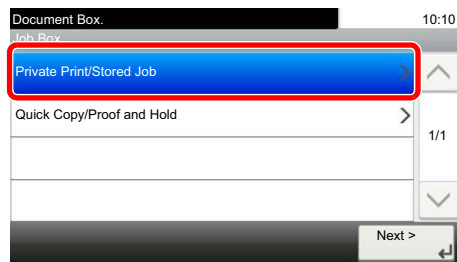 Document Box. 10:10
Job Box
Private Print/Stored Job
Quick Copy/Proof and Hold
1/1
Next >